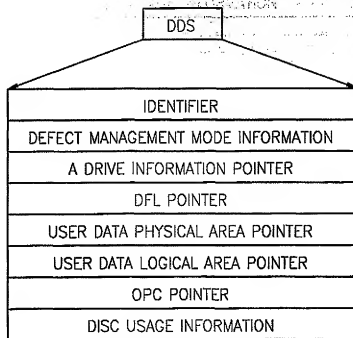 DDS
IDENTIFIER
DEFECT MANAGEMENT MODE INFORMATION
A DRIVE INFORMATION POINTER
DFL POINTER
USER DATA PHYSICAL AREA POINTER
USER DATA LOGICAL AREA POINTER
OPC POINTER
DISC USAGE INFORMATION